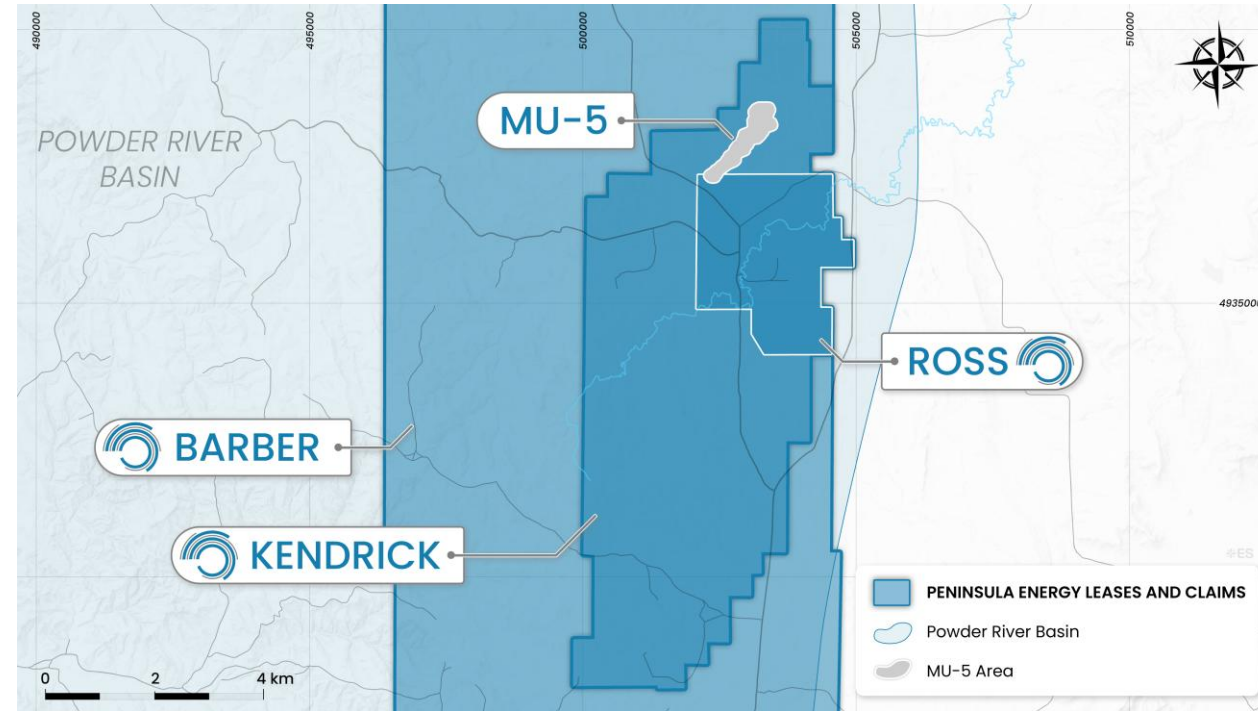 490000
495000
500000
505000
510000
MU-5
POWDER RIVER
BASIN
4935000
ROSS
BARBER
KENDRICK
PENINSULA ENERGY LEASES AND CLAIMS
Powder River Basin
MU-5 Area
0 2 4 km